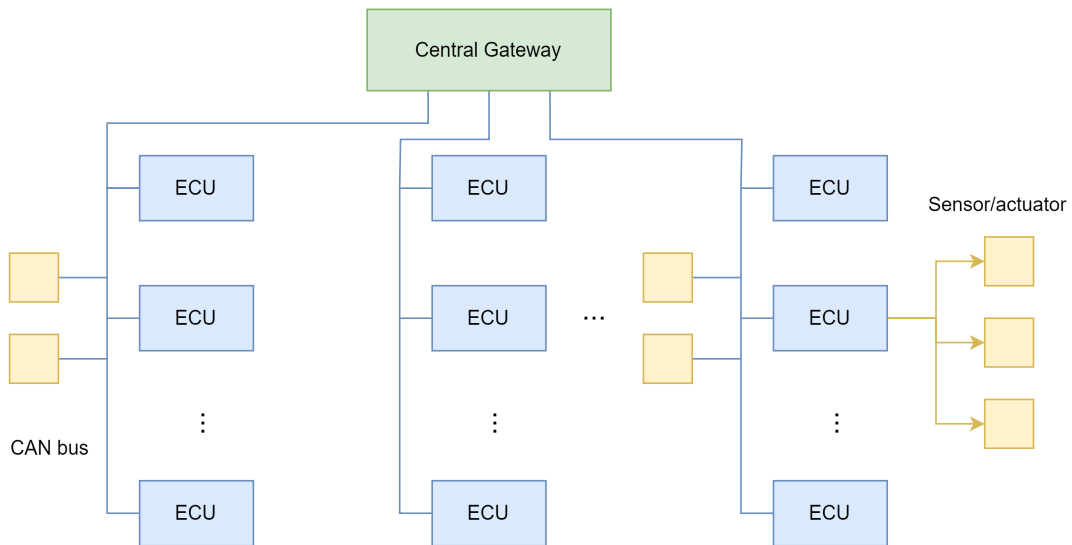 Central Gateway
ECU
ECU
ECU
Sensor/actuator
ECU
ECU
...
ECU
...
...
...
CAN bus
ECU
ECU
ECU